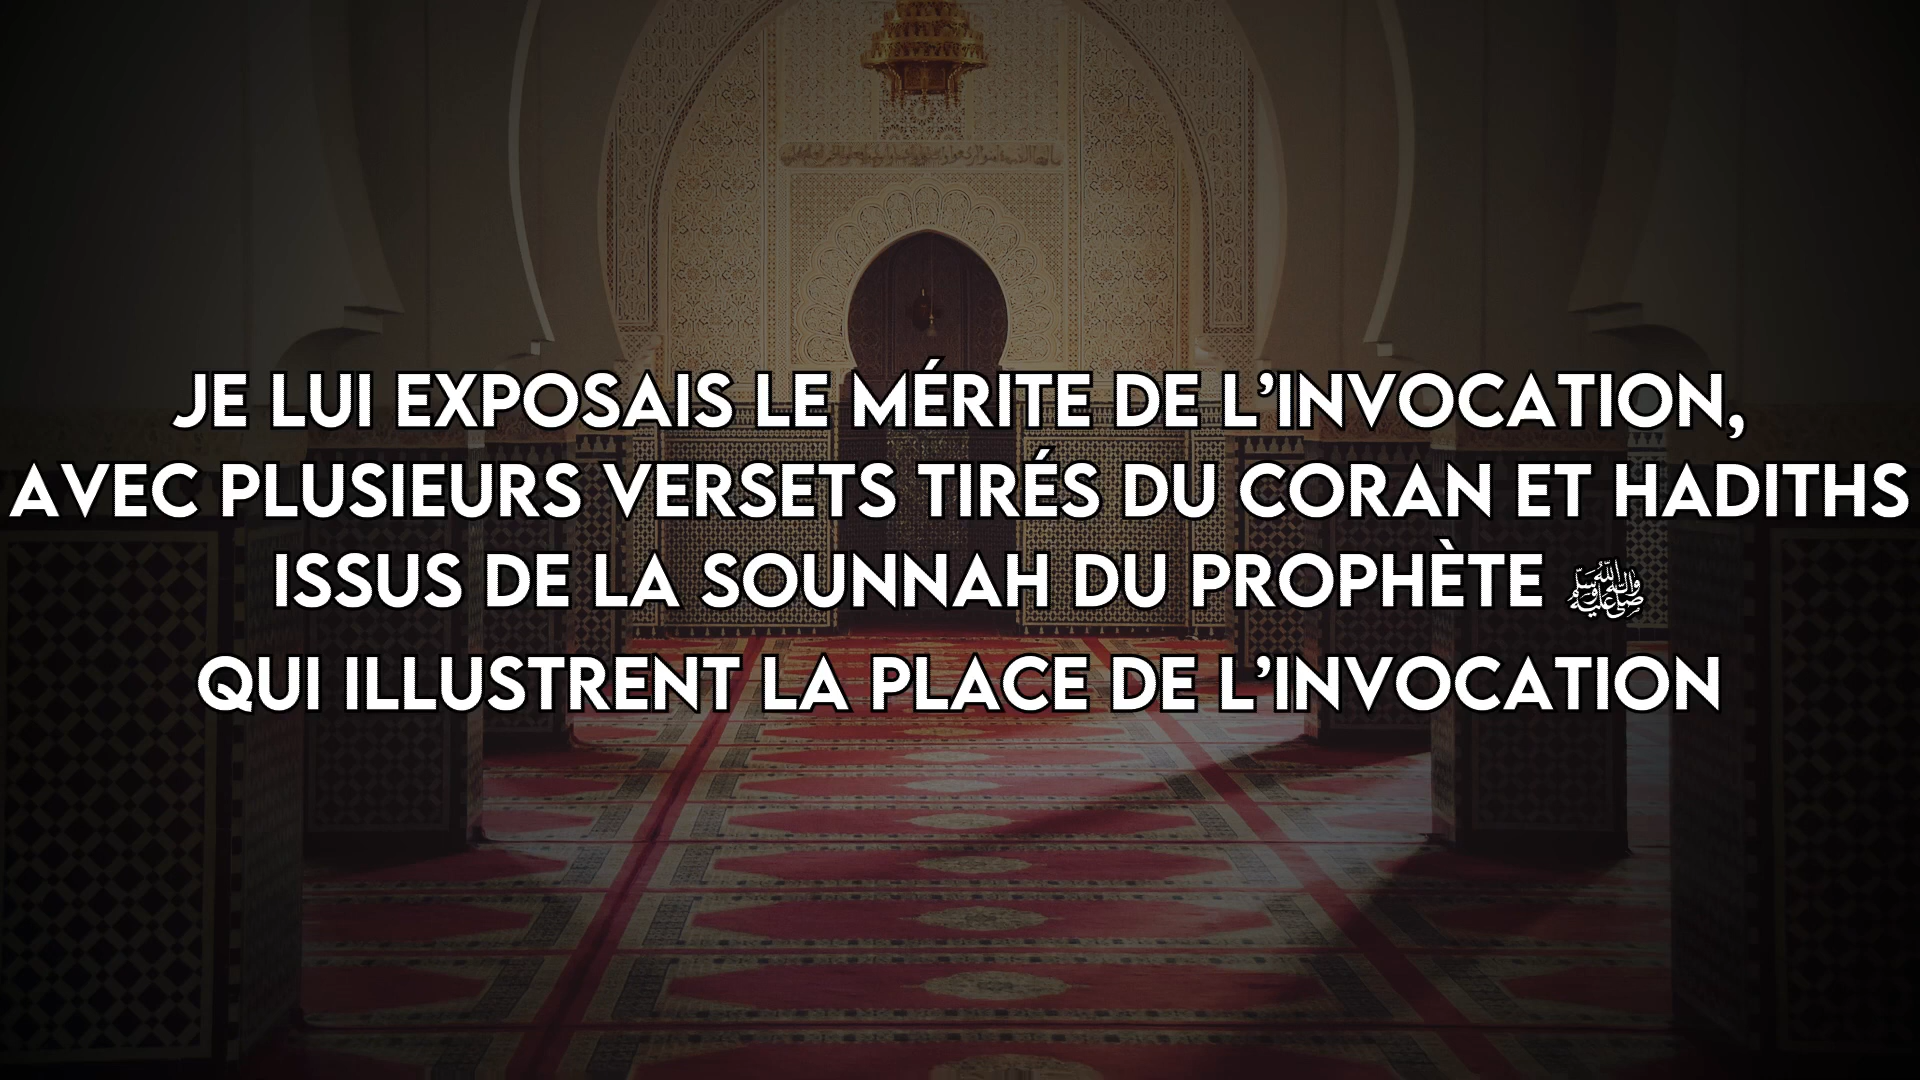 JE LUI EXPOSAIS LE MÉRITE DE L’INVOCATION,
AVEC PLUSIEURS VERSETS TIRÉS DU CORAN ET HADITHS
ISSUS DE LA SOUNNAH DU PROPHÈTE ﷺ
QUI ILLUSTRENT LA PLACE DE L’INVOCATION